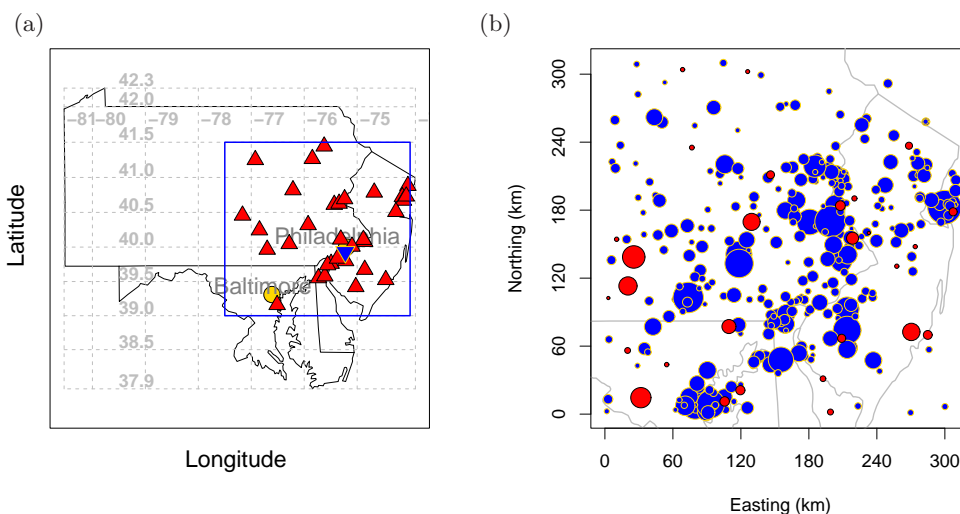 (a)
(b)
42.3
42.0
−81−80 −79 −78 −77 −76 −75
41.5
41.0
40.5
40.0
39.5
39.0
38.5
37.9
Philadelphia
Baltimore
Latitude
Longitude
300
240
180
120
60
0
Northing (km)
0 60 120 180 240 300
Easting (km)